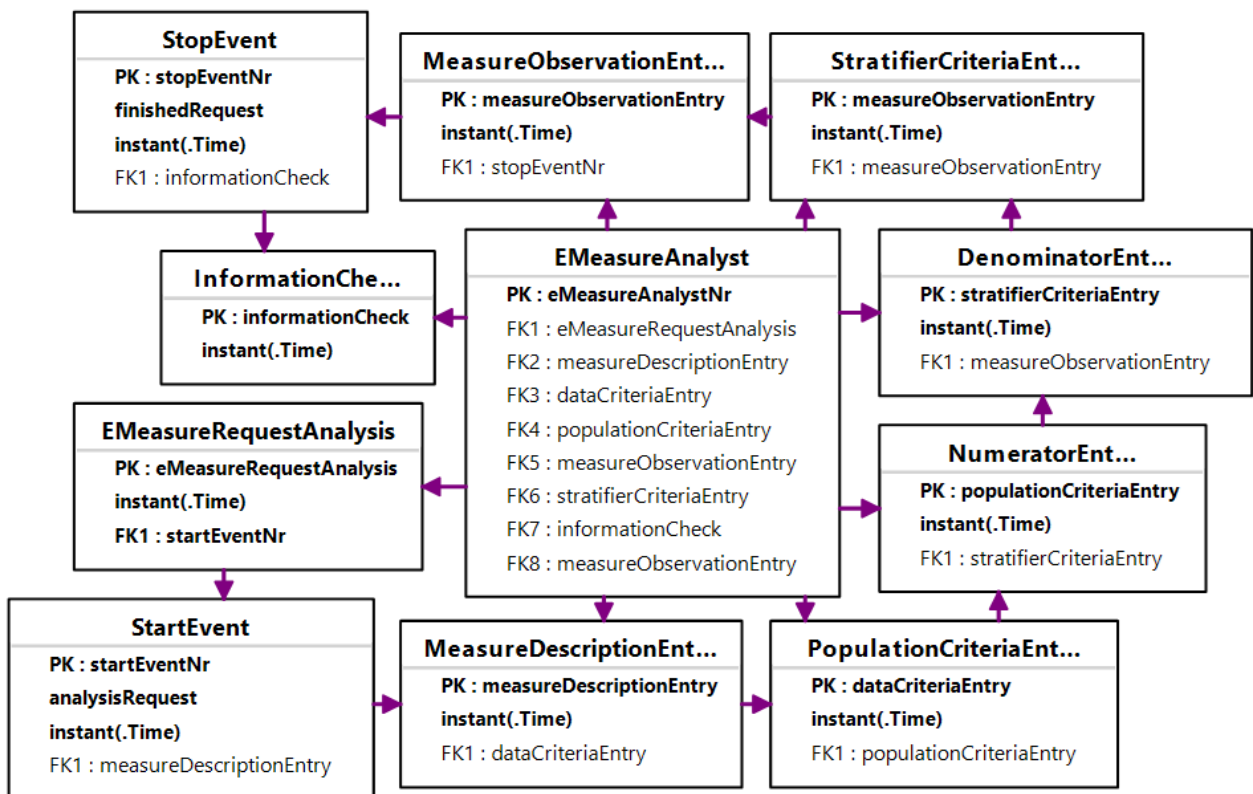 StopEvent
PK : stopEventNr
finishedRequest
instant(.Time)
FK1 : informationCheck
MeasureObservationEnt...
PK : measureObservationEntry
instant(.Time)
FK1 : stopEventNr
StratifierCriteriaEnt...
PK : measureObservationEntry
instant(.Time)
FK1 : measureObservationEntry
InformationChe...
PK : informationCheck
instant(.Time)
EMeasureAnalyst
PK : eMeasureAnalystNr
FK1 : eMeasureRequestAnalysis
FK2 : measureDescriptionEntry
FK3 : dataCriteriaEntry
FK4 : populationCriteriaEntry
FK5 : measureObservationEntry
FK6 : stratifierCriteriaEntry
FK7 : informationCheck
FK8 : measureObservationEntry
DenominatorEnt...
PK : stratifierCriteriaEntry
instant(.Time)
FK1 : measureObservationEntry
EMeasureRequestAnalysis
PK : eMeasureRequestAnalysis
instant(.Time)
FK1 : startEventNr
NumeratorEnt...
PK : populationCriteriaEntry
instant(.Time)
FK1 : stratifierCriteriaEntry
StartEvent
PK : startEventNr
analysisRequest
instant(.Time)
FK1 : measureDescriptionEntry
MeasureDescriptionEnt...
PK : measureDescriptionEntry
instant(.Time)
FK1 : dataCriteriaEntry
PopulationCriteriaEnt...
PK : dataCriteriaEntry
instant(.Time)
FK1 : populationCriteriaEntry